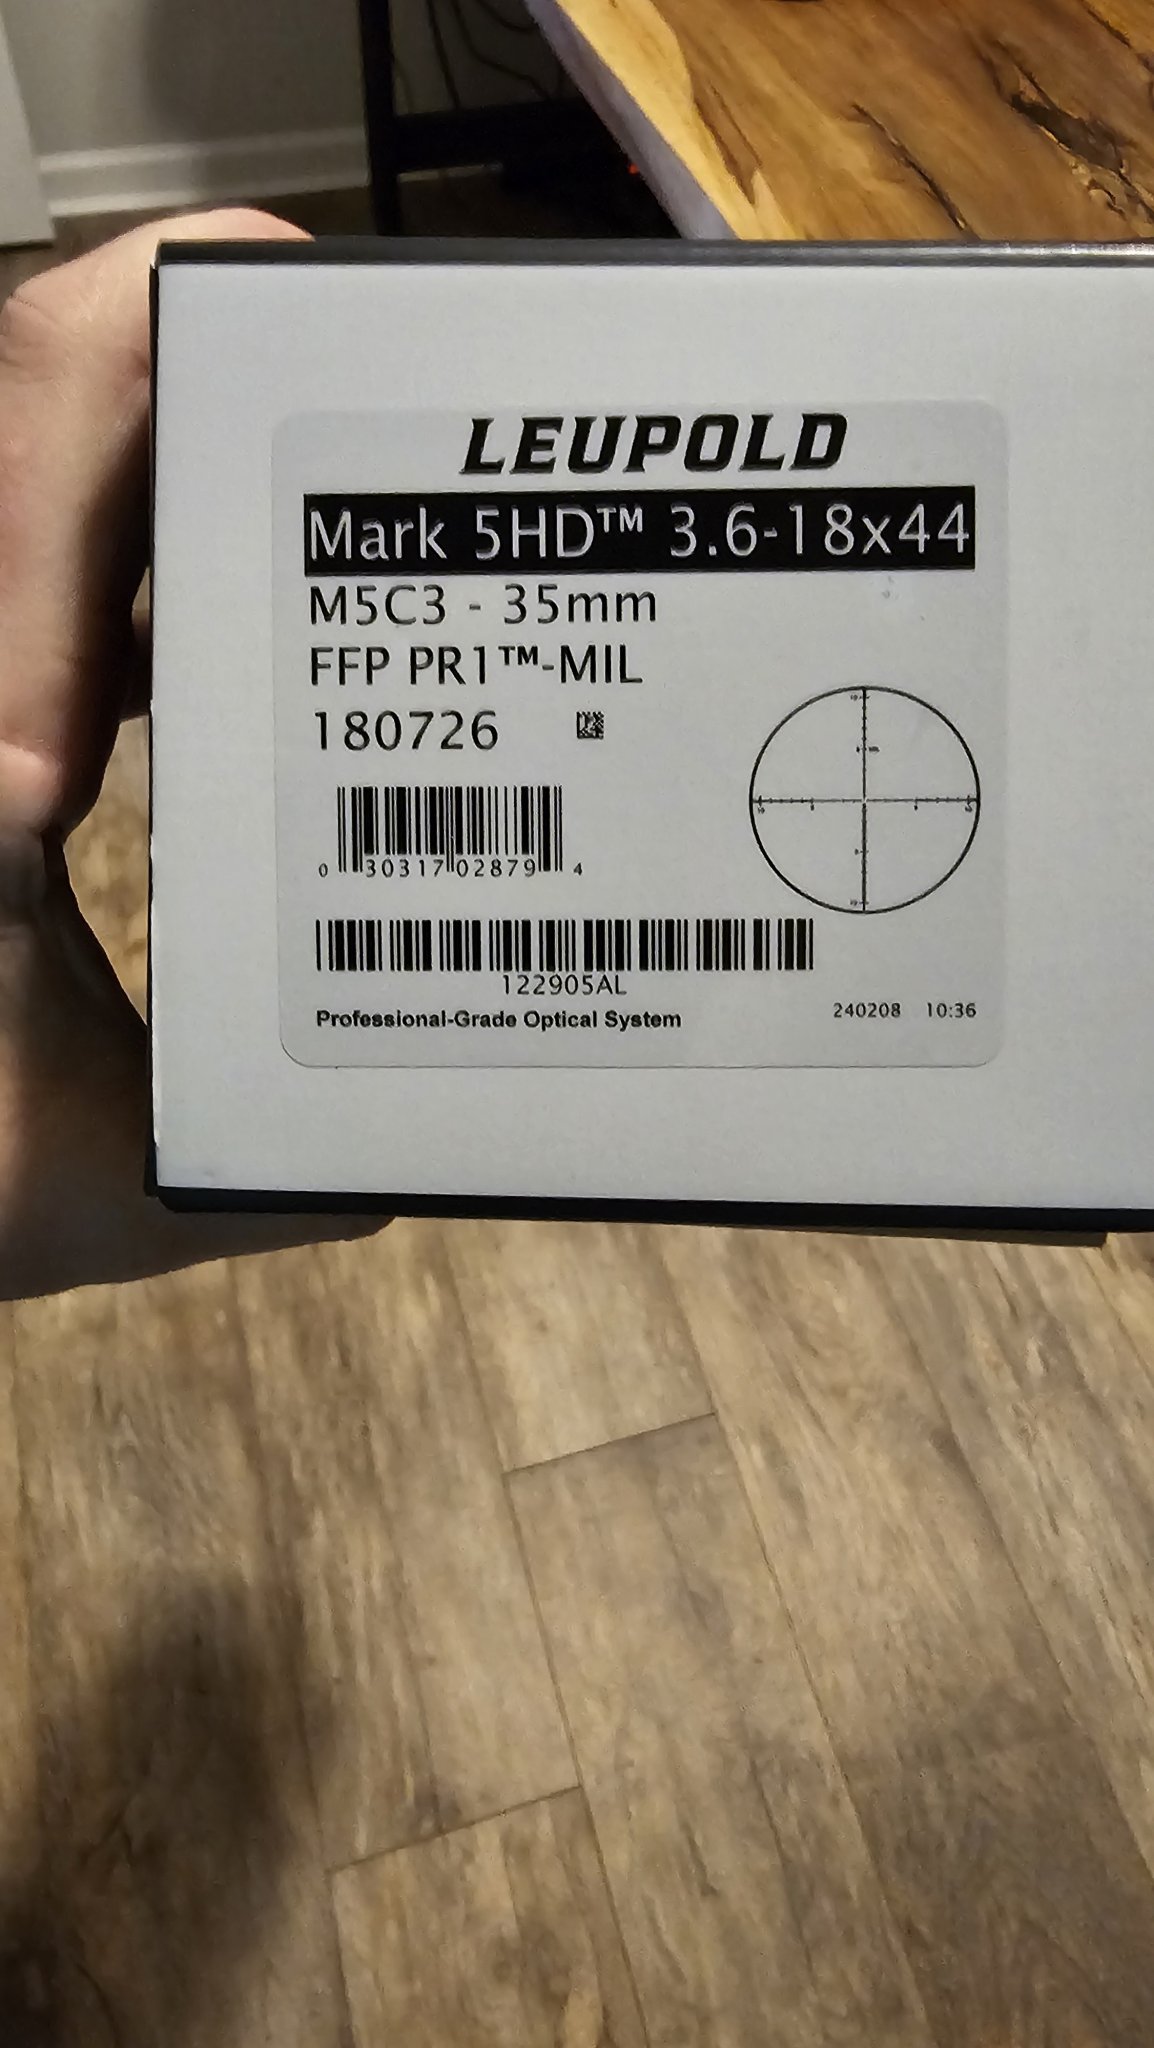 LEUPOLD
Mark 5HD™ 3.6-18x44
M5C3 - 35mm
FFP PR1™-MIL
180726
0 30317 02879 4
122905AL
Professional-Grade Optical System
240208 10:36